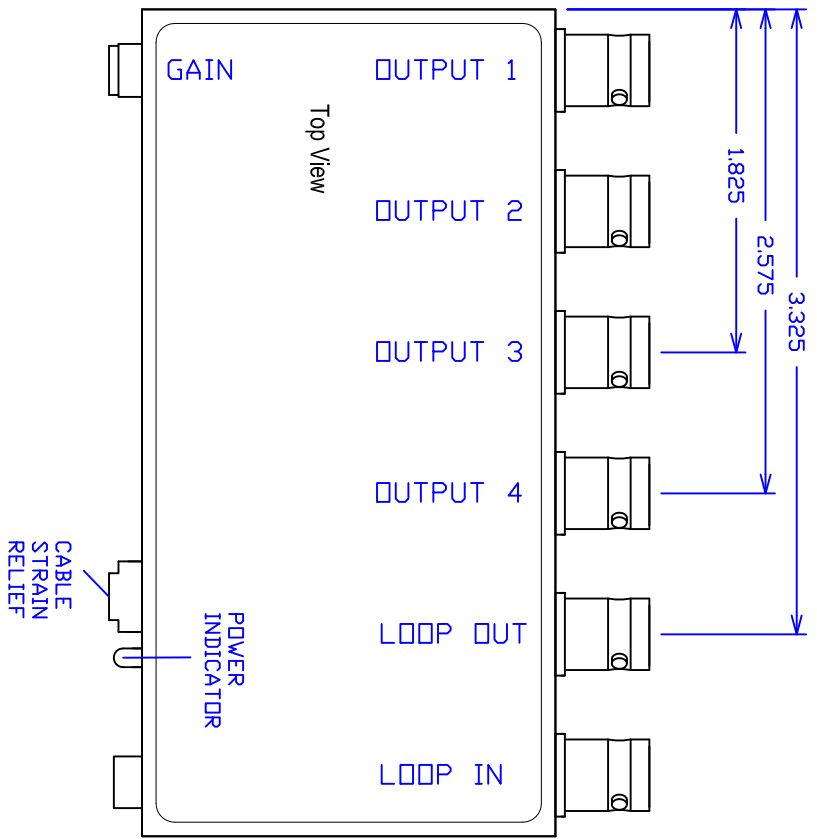 GAIN
OUTPUT 1
Top View
OUTPUT 2
OUTPUT 3
OUTPUT 4
LOOP OUT
LOOP IN
1.825
2.575
3.325
CABLE
STRAIN
RELIEF
POWER
INDICATOR